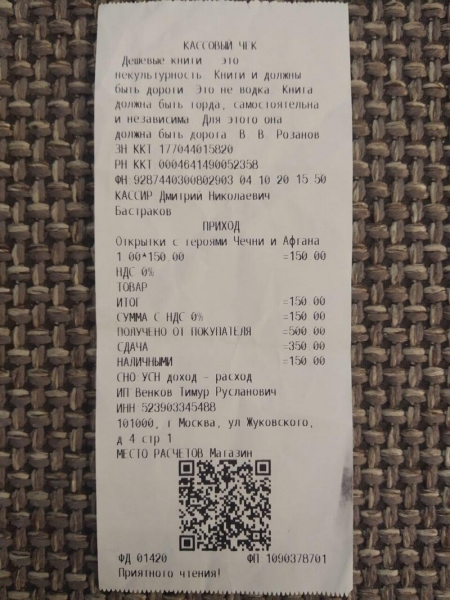 КАССОВЫЙ ЧЕК
Дешевые книги это
некультурность Книги и должны
быть дороги Это не водка Книга
должна быть горда, самостоятельна
и независима Для этого она
должна быть дорога В В Розанов
ЗН ККТ 177044015820
РН ККТ 0004641490052358
ФН 9287440300802903 04 10 20 15 50
КАССИР Дмитрий Николаевич
Бастраков
ПРИХОД
Открытки с героями Чечни и Афгана
1 00*150 00 =150 00
НДС 0%
ТОВАР
ИТОГ =150 00
СУММА С НДС 0% =150 00
ПОЛУЧЕНО ОТ ПОКУПАТЕЛЯ =500 00
СДАЧА =350 00
НАЛИЧНЫМИ =150 00
СНО УСН доход - расход
ИП Венков Тимур Русланович
ИНН 523903345488
101000, г Москва, ул Жуковского,
д 4 стр 1
МЕСТО РАСЧЕТОВ Магазин
ФД 01420 ФП 1090378701
Приятного чтения!